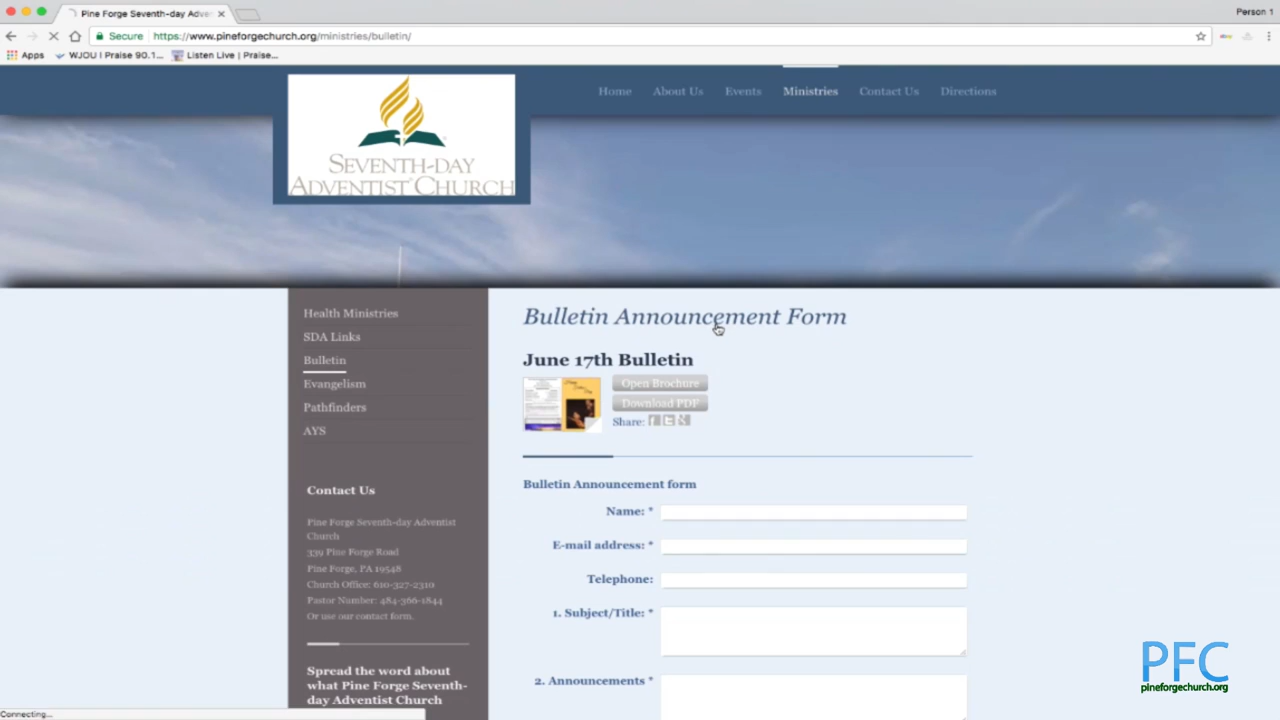 Pine Forge Seventh-day Adve
Person 1
Secure https://www.pineforgechurch.org/ministries/bulletin/
Apps WJOU | Praise 90.1... Listen Live | Praise...
SEVENTH-DAY
ADVENTIST CHURCH
Home About Us Events Ministries Contact Us Directions
Health Ministries
SDA Links
Bulletin
Evangelism
Pathfinders
AYS
Contact Us
Pine Forge Seventh-day Adventist
Church
339 Pine Forge Road
Pine Forge, PA 19548
Church Office: 610-327-2310
Pastor Number: 484-366-1844
Or use our contact form.
Spread the word about
what Pine Forge Seventh-
day Adventist Church
Bulletin Announcement Form
June 17th Bulletin
Open Brochure
Download PDF
Share:
Bulletin Announcement form
Name: *
E-mail address: *
Telephone:
1. Subject/Title: *
2. Announcements *
PFC
pineforgechurch.org
Connecting...